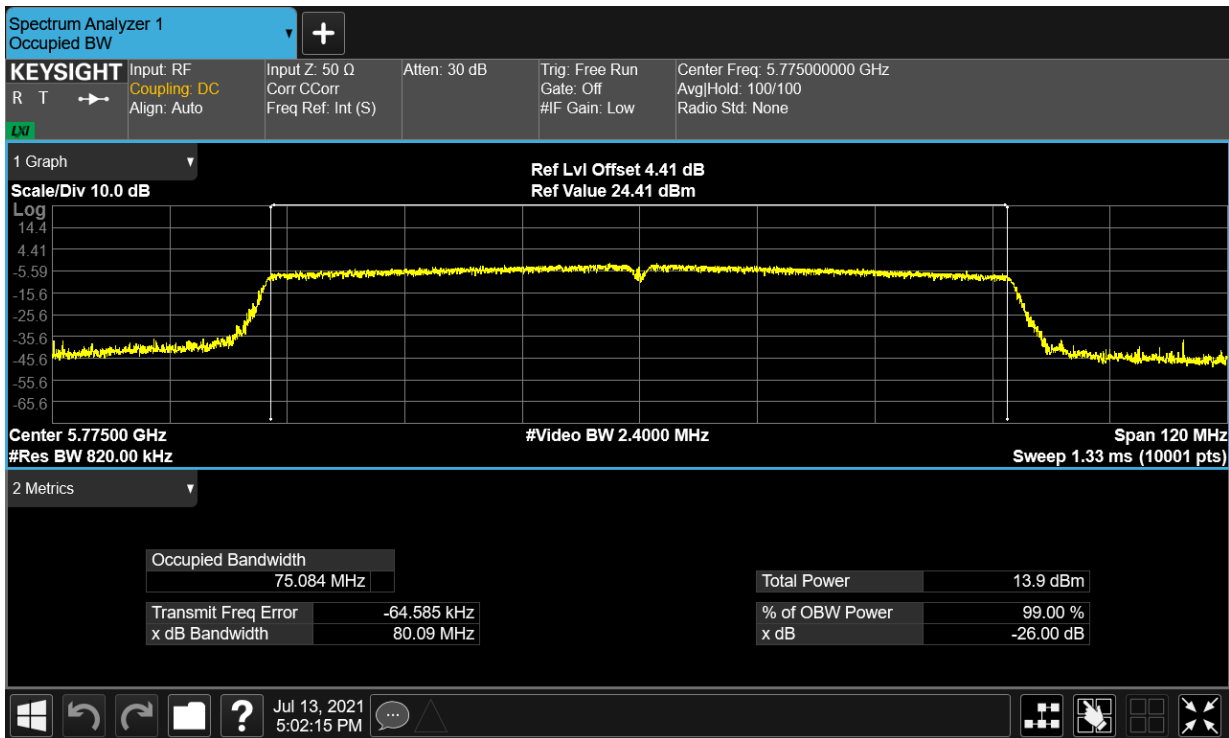 Spectrum Analyzer 1
Occupied BW
+
KEYSIGHT
R T
LXI
Input: RF
Coupling: DC
Align: Auto
Input Z: 50 Ω
Corr CCorr
Freq Ref: Int (S)
Atten: 30 dB
Trig: Free Run
Gate: Off
#IF Gain: Low
Center Freq: 5.775000000 GHz
Avg|Hold: 100/100
Radio Std: None
1 Graph
Ref Lvl Offset 4.41 dB
Scale/Div 10.0 dB
Ref Value 24.41 dBm
Log
14.4
4.41
-5.59
-15.6
-25.6
-35.6
-45.6
-55.6
-65.6
Center 5.77500 GHz
#Video BW 2.4000 MHz
Span 120 MHz
#Res BW 820.00 kHz
Sweep 1.33 ms (10001 pts)
2 Metrics
Occupied Bandwidth
75.084 MHz
Total Power 13.9 dBm
Transmit Freq Error -64.585 kHz
% of OBW Power 99.00 %
x dB Bandwidth 80.09 MHz
x dB -26.00 dB
?
Jul 13, 2021
5:02:15 PM